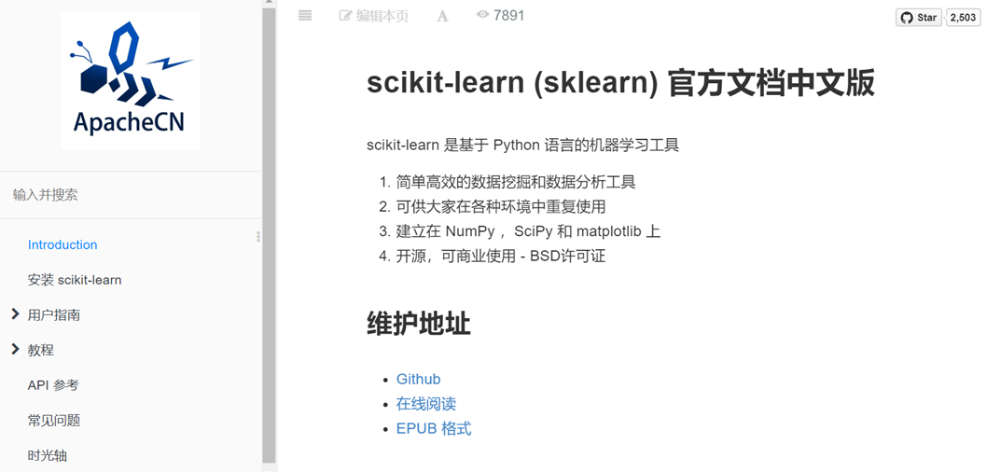 ApacheCN
输入并搜索
Introduction
安装 scikit-learn
用户指南
教程
API 参考
常见问题
时光轴
编辑本页
A
7891
Star
2,503
scikit-learn (sklearn) 官方文档中文版
scikit-learn 是基于 Python 语言的机器学习工具
1. 简单高效的数据挖掘和数据分析工具
2. 可供大家在各种环境中重复使用
3. 建立在 NumPy ，SciPy 和 matplotlib 上
4. 开源，可商业使用 - BSD许可证
维护地址
• Github
• 在线阅读
• EPUB 格式